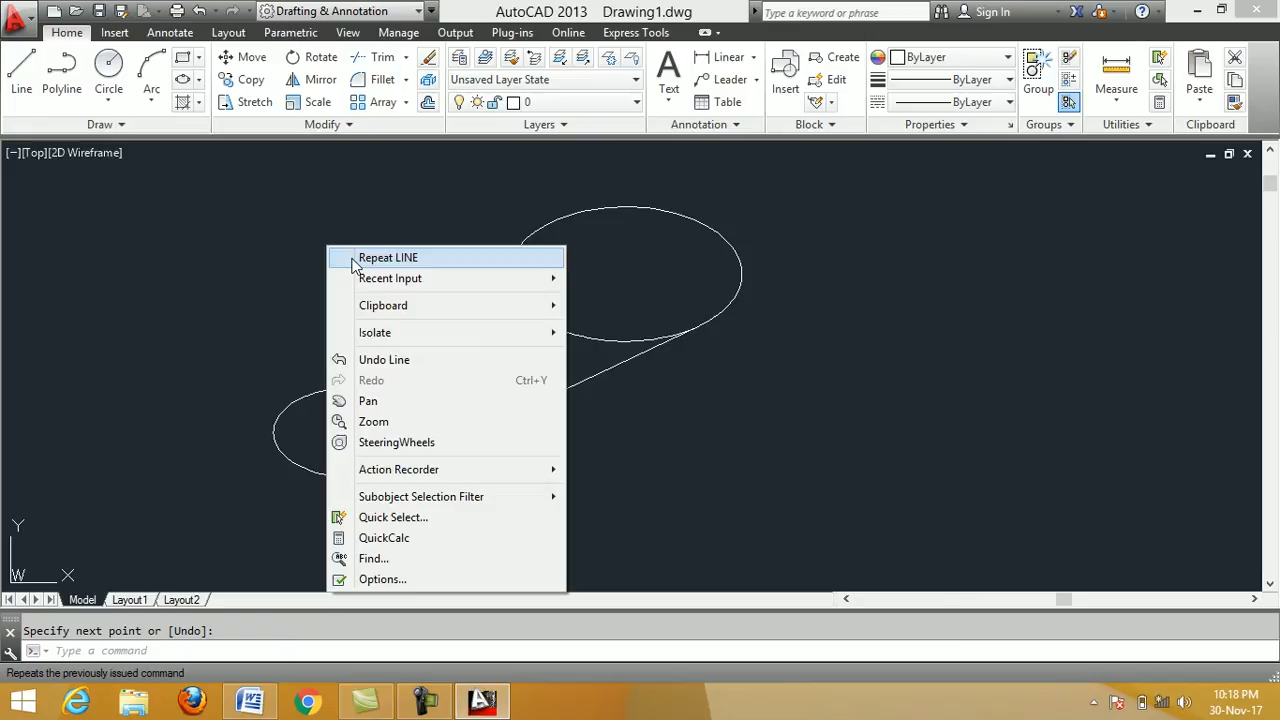 Drafting & Annotation
AutoCAD 2013 Drawing1.dwg
Type a keyword or phrase
Sign In
Home Insert Annotate Layout Parametric View Manage Output Plug-ins Online Express Tools
Move Rotate Trim
Unsaved Layer State
Linear
Create
ByLayer
Copy Mirror Fillet
Leader
Edit
ByLayer
Line Polyline Circle Arc
Text
Insert
Group
Measure
Paste
Stretch Scale Array
0
Table
ByLayer
Draw Modify Layers Annotation Block Properties Groups Utilities Clipboard
[−][Top][2D Wireframe]
Repeat LINE
Recent Input
Clipboard
Isolate
Undo Line
Redo Ctrl+Y
Pan
Zoom
SteeringWheels
Action Recorder
Subobject Selection Filter
Quick Select...
QuickCalc
ABC Find...
Options...
Y
W X
Model Layout1 Layout2
Specify next point or [Undo]:
Type a command
Repeats the previously issued command
10:18 PM
30-Nov-17